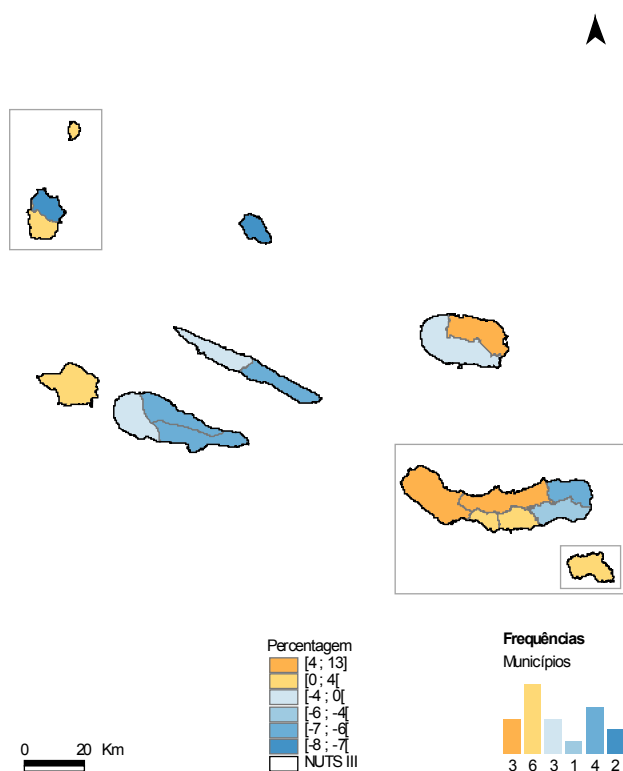 Percentagem
[4 ; 13]
[0 ; 4[
[-4 ; 0[
[-6 ; -4[
[-7 ; -6[
[-8 ; -7[
NUTS III
0 20 Km
Frequências
Municípios
3 6 3 1 4 2